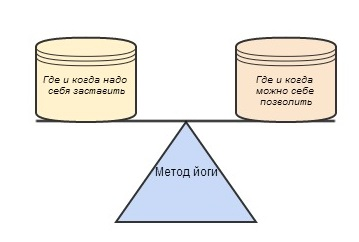 Где и когда надо
себя заставить
Где и когда
можно себе
позволить
Метод йоги